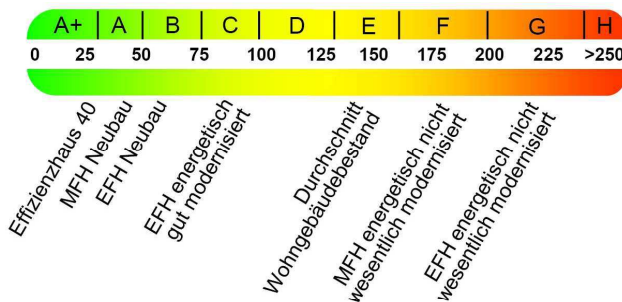 A+ A B C D E F G H
0 25 50 75 100 125 150 175 200 225 >250
Effizienzhaus 40
MFH Neubau
EFH Neubau
EFH energetisch
gut modernisiert
Durchschnitt
Wohngebäudebestand
MFH energetisch nicht
wesentlich modernisiert
EFH energetisch nicht
wesentlich modernisiert